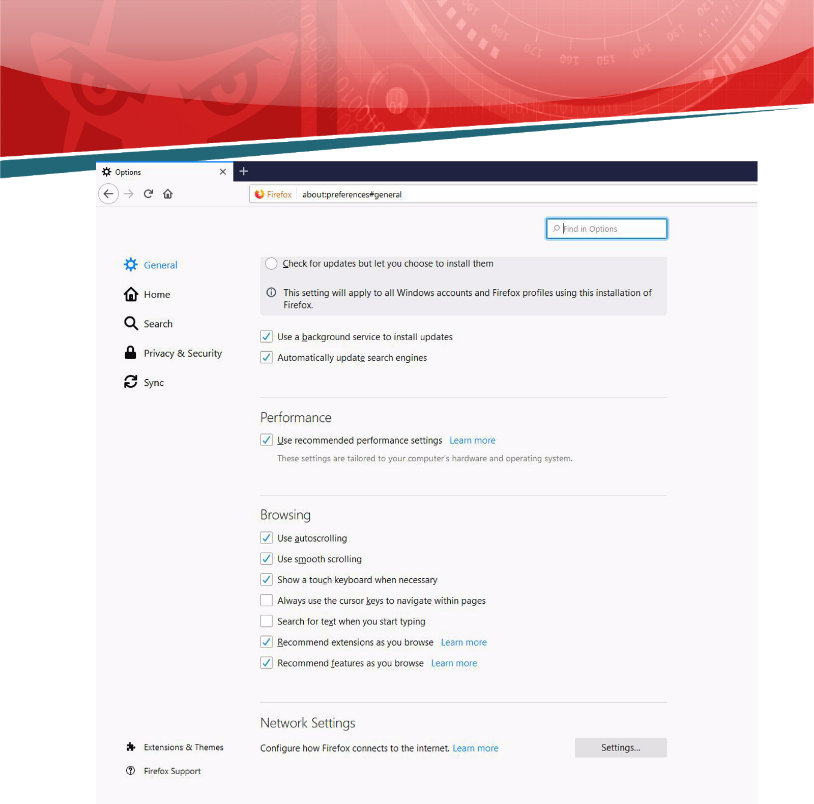 Options
Firefox about:preferences#general
Find in Options
General
Home
Search
Privacy & Security
Sync
Check for updates but let you choose to install them
This setting will apply to all Windows accounts and Firefox profiles using this installation of
Firefox.
Use a background service to install updates
Automatically update search engines
Performance
Use recommended performance settings Learn more
These settings are tailored to your computer's hardware and operating system.
Browsing
Use autoscrolling
Use smooth scrolling
Show a touch keyboard when necessary
Always use the cursor keys to navigate within pages
Search for text when you start typing
Recommend extensions as you browse Learn more
Recommend features as you browse Learn more
Network Settings
Configure how Firefox connects to the internet. Learn more Settings...
Extensions & Themes
Firefox Support